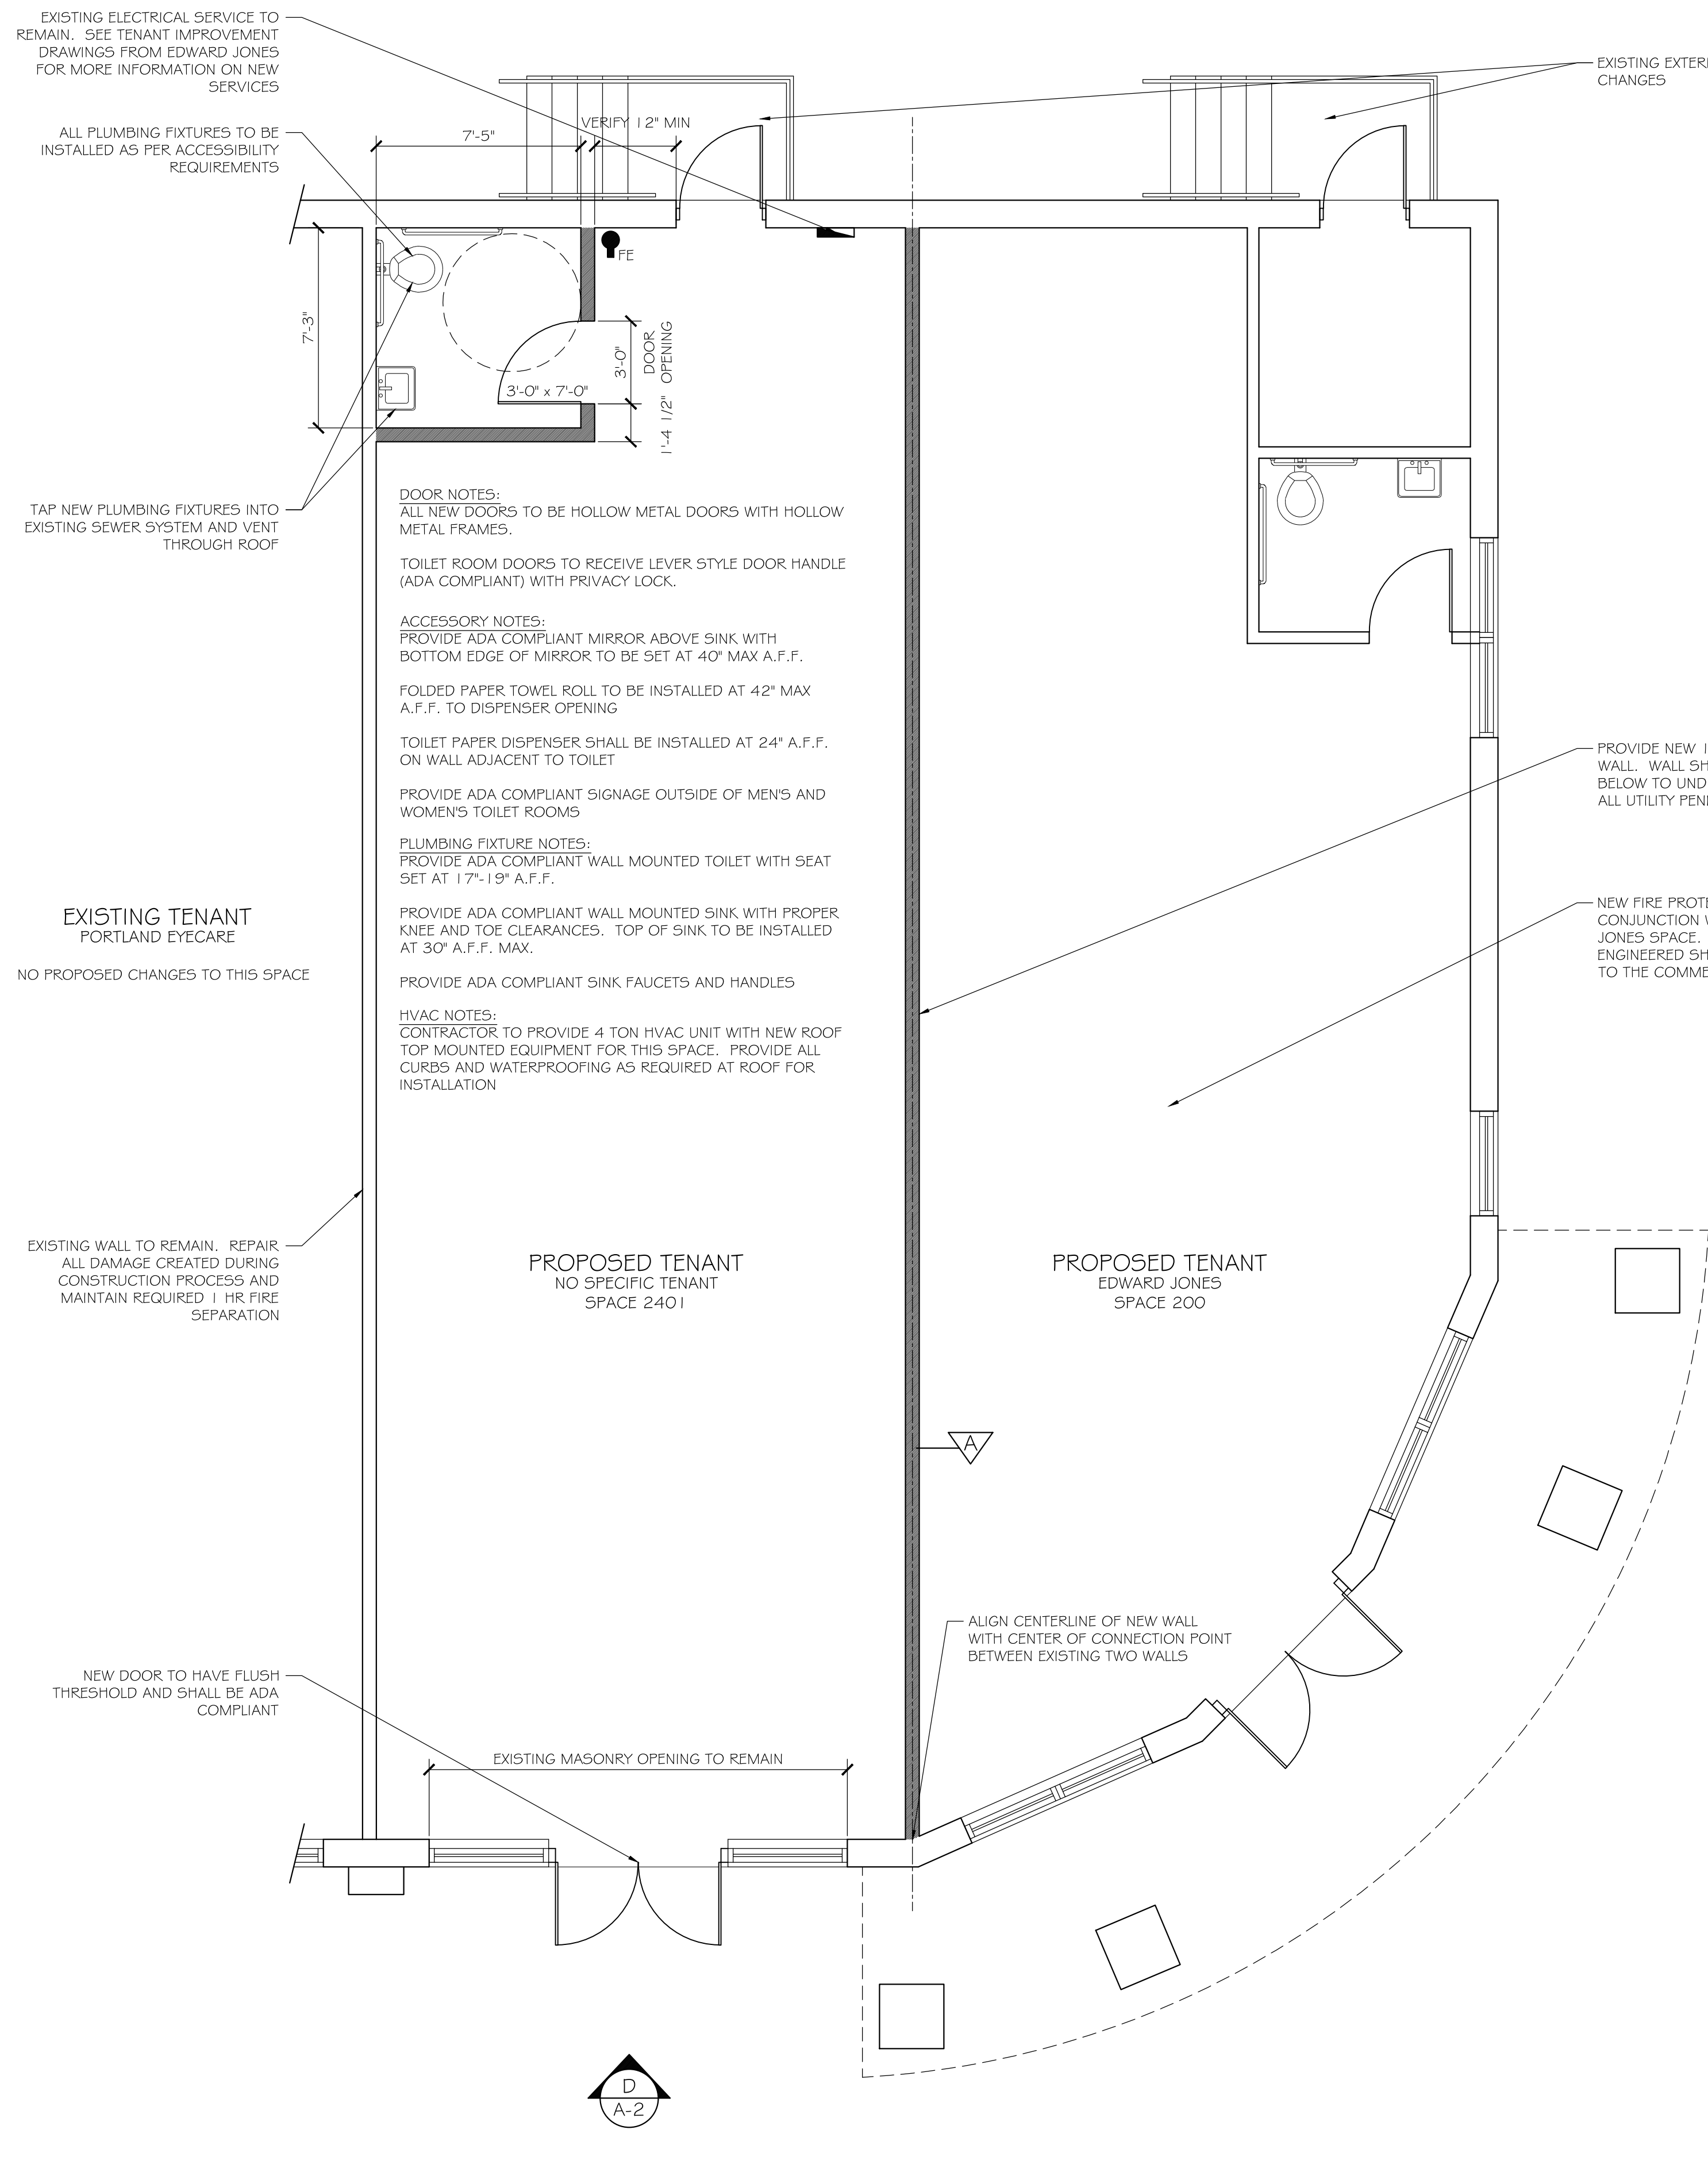 EXISTING ELECTRICAL SERVICE TO
REMAIN. SEE TENANT IMPROVEMENT
DRAWINGS FROM EDWARD JONES
FOR MORE INFORMATION ON NEW
SERVICES
ALL PLUMBING FIXTURES TO BE
INSTALLED AS PER ACCESSIBILITY
REQUIREMENTS
7'-5"
VERIFY 12" MIN
EXISTING EXTERI
CHANGES
FE
7'-3"
3'-0" x 7'-0"
3'-0"
DOOR
OPENING
1'-4 1/2"
TAP NEW PLUMBING FIXTURES INTO
EXISTING SEWER SYSTEM AND VENT
THROUGH ROOF
DOOR NOTES:
ALL NEW DOORS TO BE HOLLOW METAL DOORS WITH HOLLOW
METAL FRAMES.
TOILET ROOM DOORS TO RECEIVE LEVER STYLE DOOR HANDLE
(ADA COMPLIANT) WITH PRIVACY LOCK.
ACCESSORY NOTES:
PROVIDE ADA COMPLIANT MIRROR ABOVE SINK WITH
BOTTOM EDGE OF MIRROR TO BE SET AT 40" MAX A.F.F.
FOLDED PAPER TOWEL ROLL TO BE INSTALLED AT 42" MAX
A.F.F. TO DISPENSER OPENING
TOILET PAPER DISPENSER SHALL BE INSTALLED AT 24" A.F.F.
ON WALL ADJACENT TO TOILET
PROVIDE ADA COMPLIANT SIGNAGE OUTSIDE OF MEN'S AND
WOMEN'S TOILET ROOMS
PLUMBING FIXTURE NOTES:
PROVIDE ADA COMPLIANT WALL MOUNTED TOILET WITH SEAT
SET AT 17"-19" A.F.F.
PROVIDE ADA COMPLIANT WALL MOUNTED SINK WITH PROPER
KNEE AND TOE CLEARANCES. TOP OF SINK TO BE INSTALLED
AT 30" A.F.F. MAX.
PROVIDE ADA COMPLIANT SINK FAUCETS AND HANDLES
HVAC NOTES:
CONTRACTOR TO PROVIDE 4 TON HVAC UNIT WITH NEW ROOF
TOP MOUNTED EQUIPMENT FOR THIS SPACE. PROVIDE ALL
CURBS AND WATERPROOFING AS REQUIRED AT ROOF FOR
INSTALLATION
PROVIDE NEW 1
WALL. WALL SH
BELOW TO UND
ALL UTILITY PEN
EXISTING TENANT
PORTLAND EYECARE
NO PROPOSED CHANGES TO THIS SPACE
NEW FIRE PROTE
CONJUNCTION W
JONES SPACE.
ENGINEERED SH
TO THE COMME
EXISTING WALL TO REMAIN. REPAIR
ALL DAMAGE CREATED DURING
CONSTRUCTION PROCESS AND
MAINTAIN REQUIRED 1 HR FIRE
SEPARATION
PROPOSED TENANT
NO SPECIFIC TENANT
SPACE 2401
PROPOSED TENANT
EDWARD JONES
SPACE 200
A
ALIGN CENTERLINE OF NEW WALL
WITH CENTER OF CONNECTION POINT
BETWEEN EXISTING TWO WALLS
NEW DOOR TO HAVE FLUSH
THRESHOLD AND SHALL BE ADA
COMPLIANT
EXISTING MASONRY OPENING TO REMAIN
D
A-2